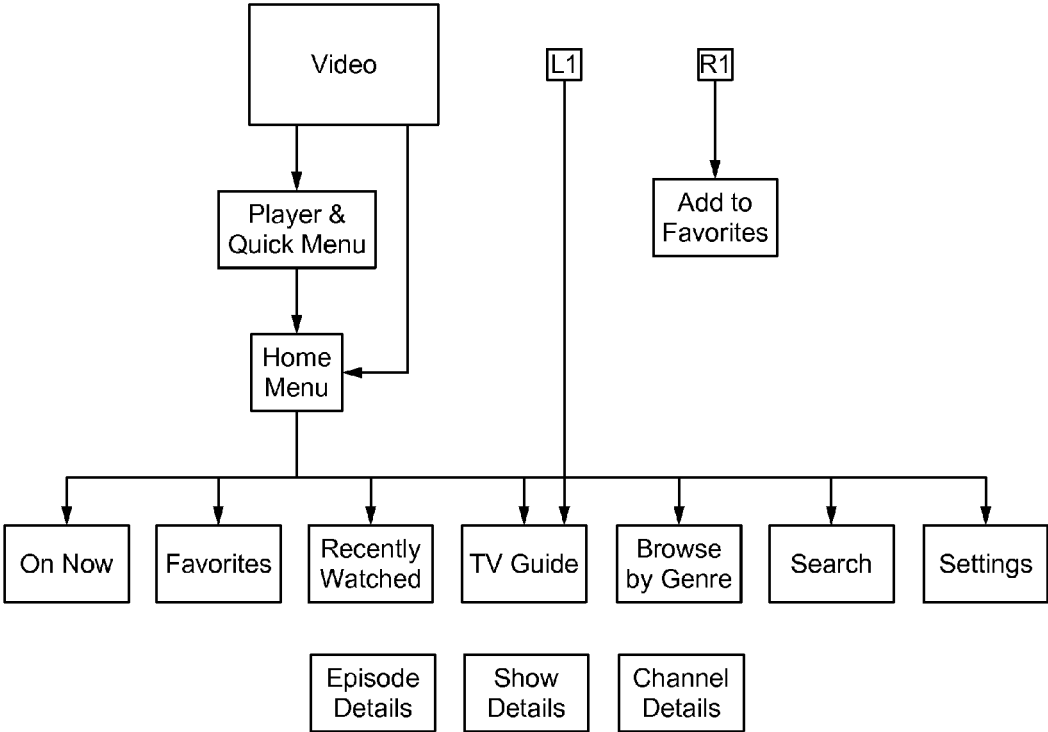 Video
L1
R1
Player &
Quick Menu
Add to
Favorites
Home
Menu
On Now
Favorites
Recently
Watched
TV Guide
Browse
by Genre
Search
Settings
Episode
Details
Show
Details
Channel
Details